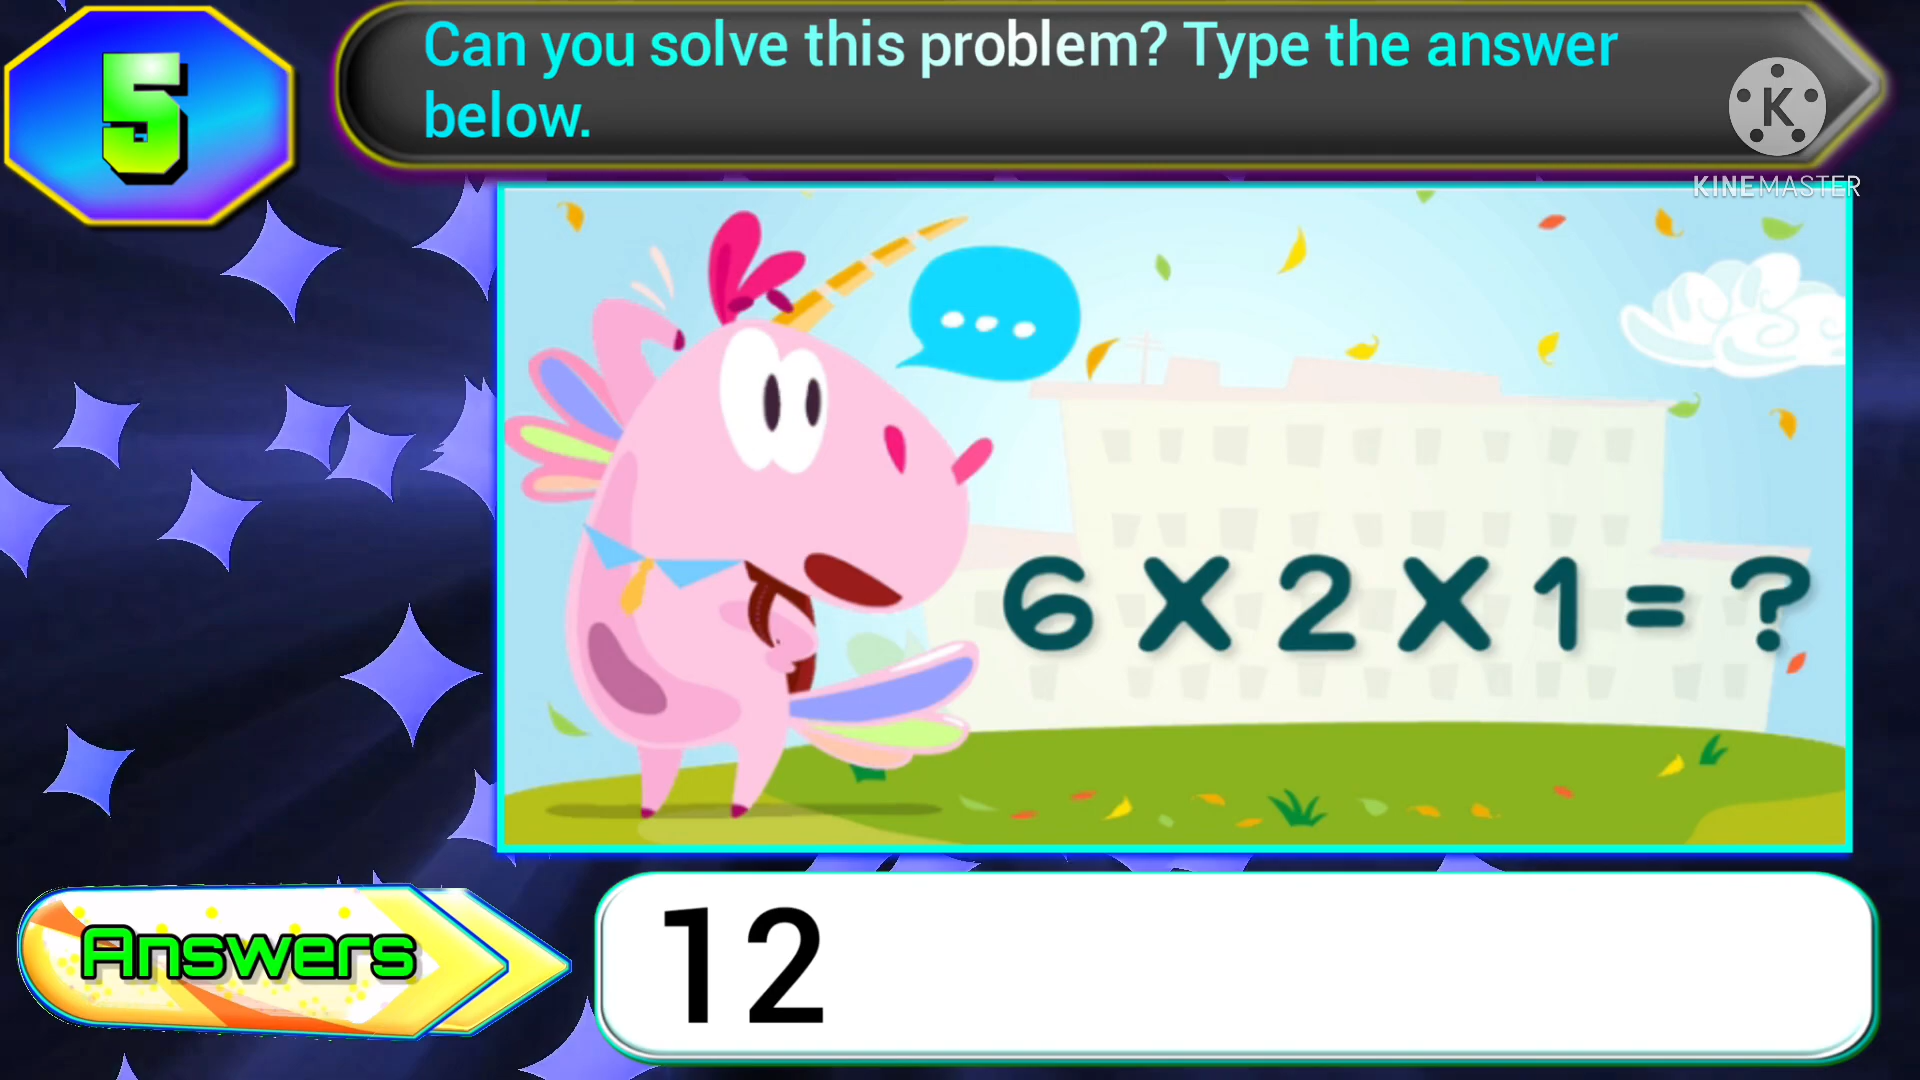 5
Can you solve this problem? Type the answer
below.
K
KINEMASTER
6 X 2 X 1 = ?
Answers
12